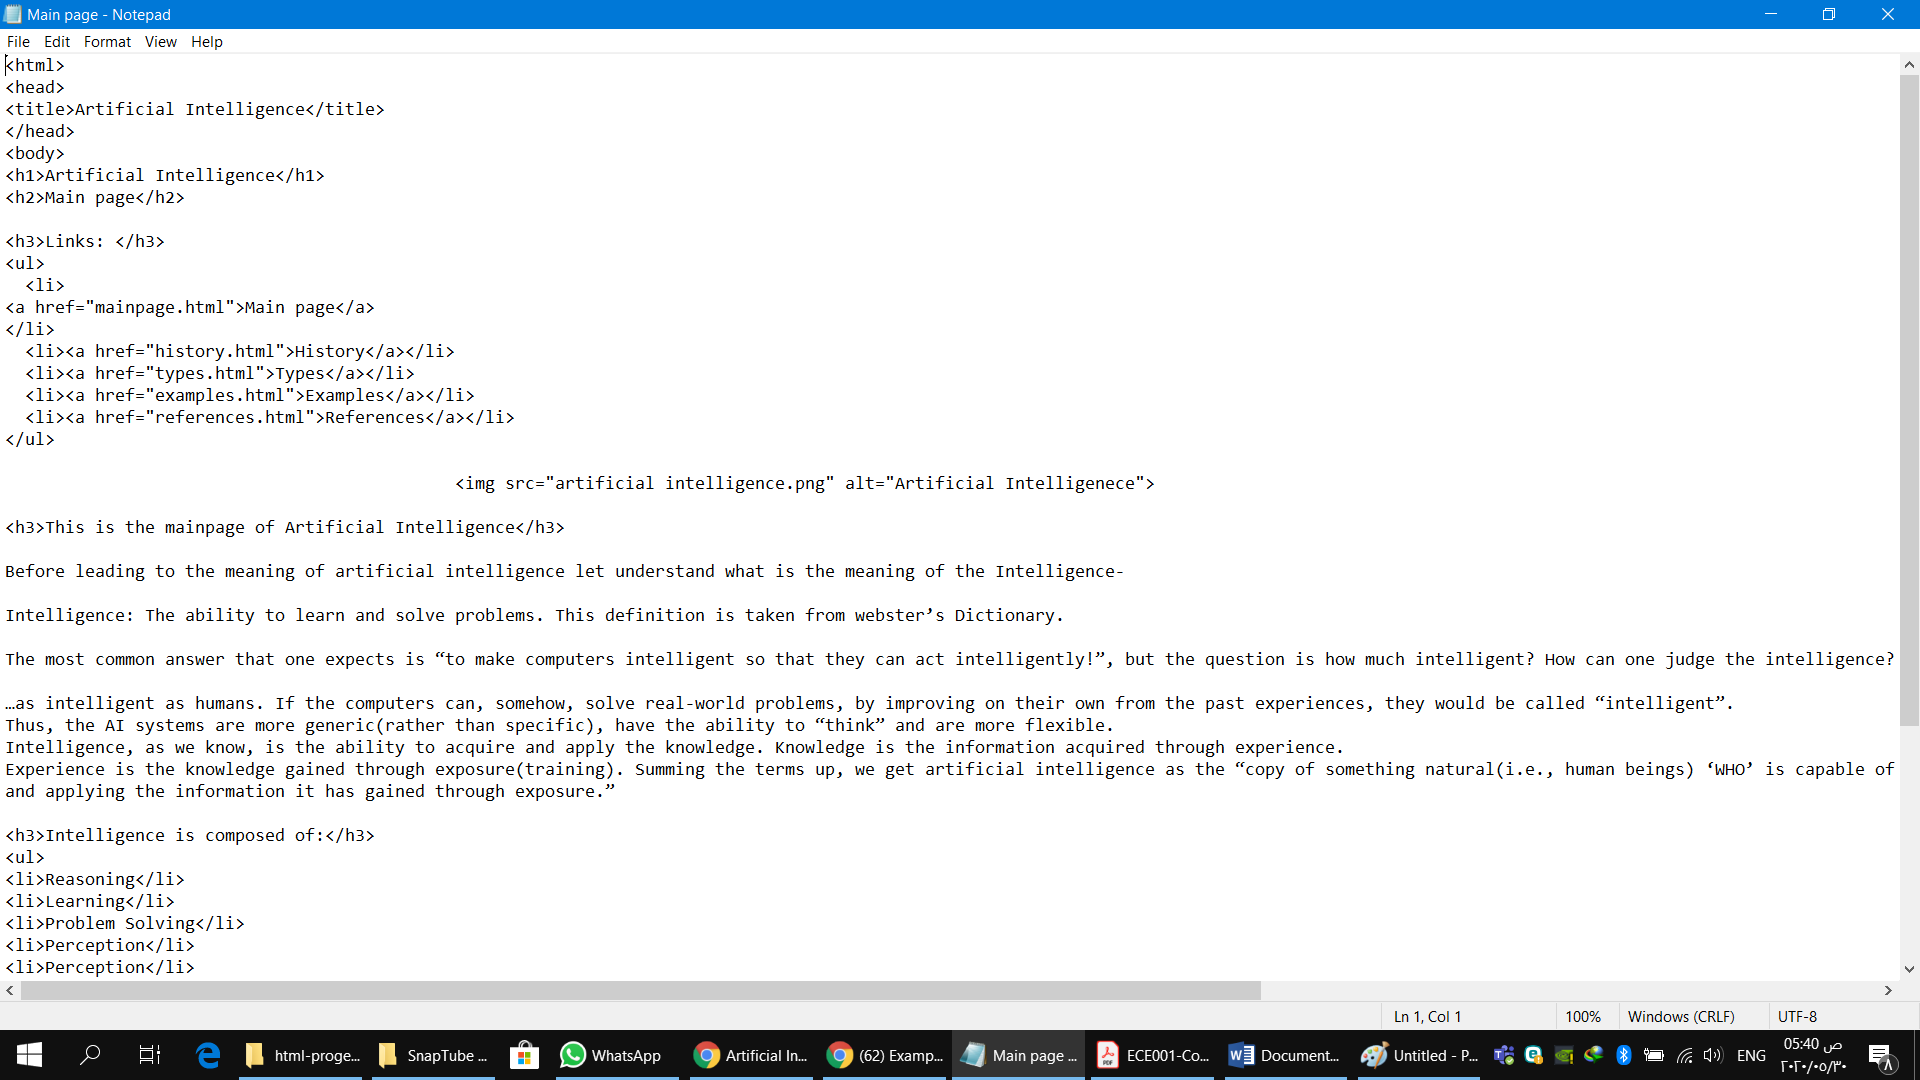 Main page - Notepad
File Edit Format View Help
<html>
<head>
<title>Artificial Intelligence</title>
</head>
<body>
<h1>Artificial Intelligence</h1>
<h2>Main page</h2>
<h3>Links: </h3>
<ul>
<li>
<a href="mainpage.html">Main page</a>
</li>
<li><a href="history.html">History</a></li>
<li><a href="types.html">Types</a></li>
<li><a href="examples.html">Examples</a></li>
<li><a href="references.html">References</a></li>
</ul>
<img src="artificial intelligence.png" alt="Artificial Intelligenece">
<h3>This is the mainpage of Artificial Intelligence</h3>
Before leading to the meaning of artificial intelligence let understand what is the meaning of the Intelligence-
Intelligence: The ability to learn and solve problems. This definition is taken from webster’s Dictionary.
The most common answer that one expects is “to make computers intelligent so that they can act intelligently!”, but the question is how much intelligent? How can one judge the intelligence?
…as intelligent as humans. If the computers can, somehow, solve real-world problems, by improving on their own from the past experiences, they would be called “intelligent”.
Thus, the AI systems are more generic(rather than specific), have the ability to “think” and are more flexible.
Intelligence, as we know, is the ability to acquire and apply the knowledge. Knowledge is the information acquired through experience.
Experience is the knowledge gained through exposure(training). Summing the terms up, we get artificial intelligence as the “copy of something natural(i.e., human beings) ‘WHO’ is capable of
and applying the information it has gained through exposure.”
<h3>Intelligence is composed of:</h3>
<ul>
<li>Reasoning</li>
<li>Learning</li>
<li>Problem Solving</li>
<li>Perception</li>
<li>Perception</li>
Ln 1, Col 1 100% Windows (CRLF) UTF-8
html-proge... SnapTube ... WhatsApp Artificial In... (62) Examp... Main page ... ECE001-Co... Document... Untitled - P... ENG 05:40 ص
٢٠٢٠/٠٥/٣٠ ٨